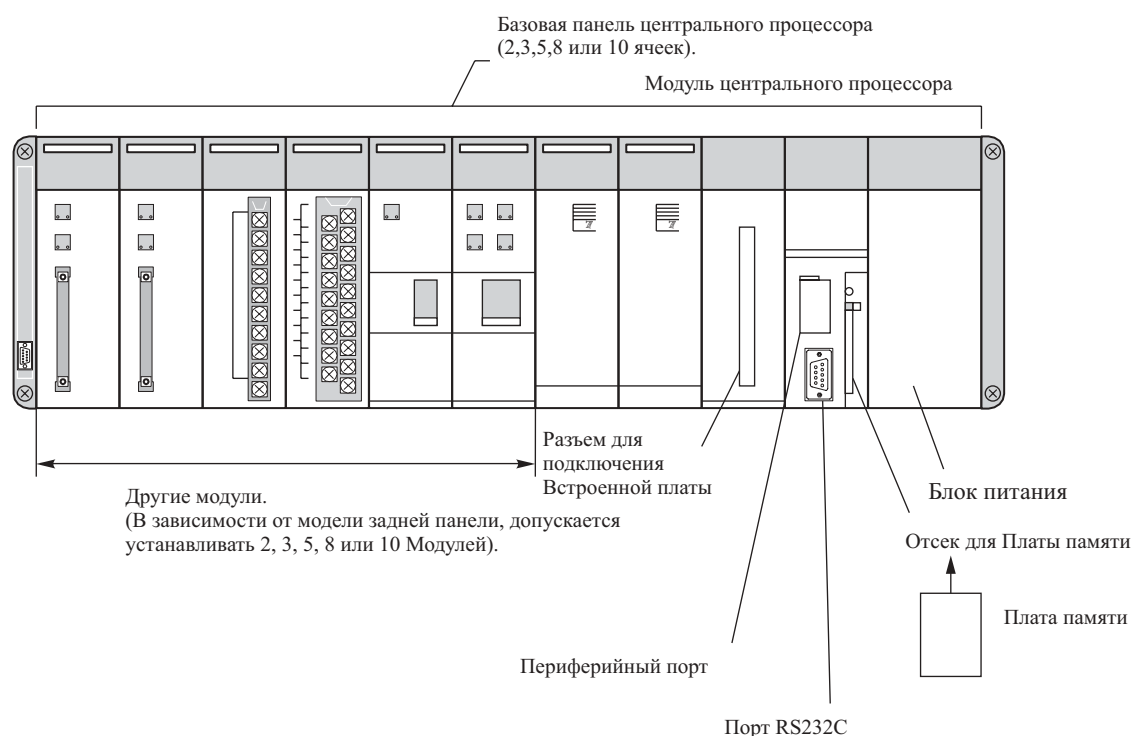 Базовая панель центрального процессора
(2,3,5,8 или 10 ячеек).
Модуль центрального процессора
Разъем для
подключения
Встроенной платы
Другие модули.
(В зависимости от модели задней панели, допускается
устанавливать 2, 3, 5, 8 или 10 Модулей).
Блок питания
Отсек для Платы памяти
Плата памяти
Периферийный порт
Порт RS232C